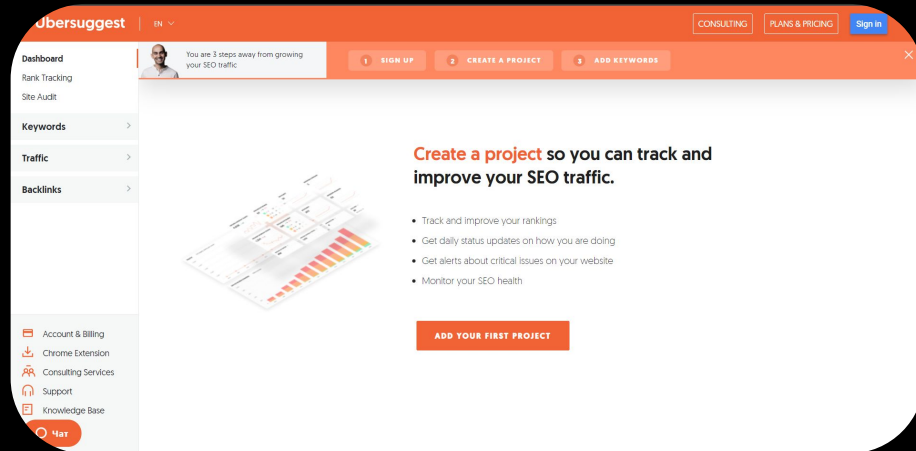 Ubersuggest
EN
CONSULTING
PLANS & PRICING
Sign in
Dashboard
Rank Tracking
Site Audit
Keywords
Traffic
Backlinks
You are 3 steps away from growing
your SEO traffic
1 SIGN UP
2 CREATE A PROJECT
3 ADD KEYWORDS
Create a project so you can track and
improve your SEO traffic.
• Track and improve your rankings
• Get daily status updates on how you are doing
• Get alerts about critical issues on your website
• Monitor your SEO health
ADD YOUR FIRST PROJECT
Account & Billing
Chrome Extension
Consulting Services
Support
Knowledge Base
Чат